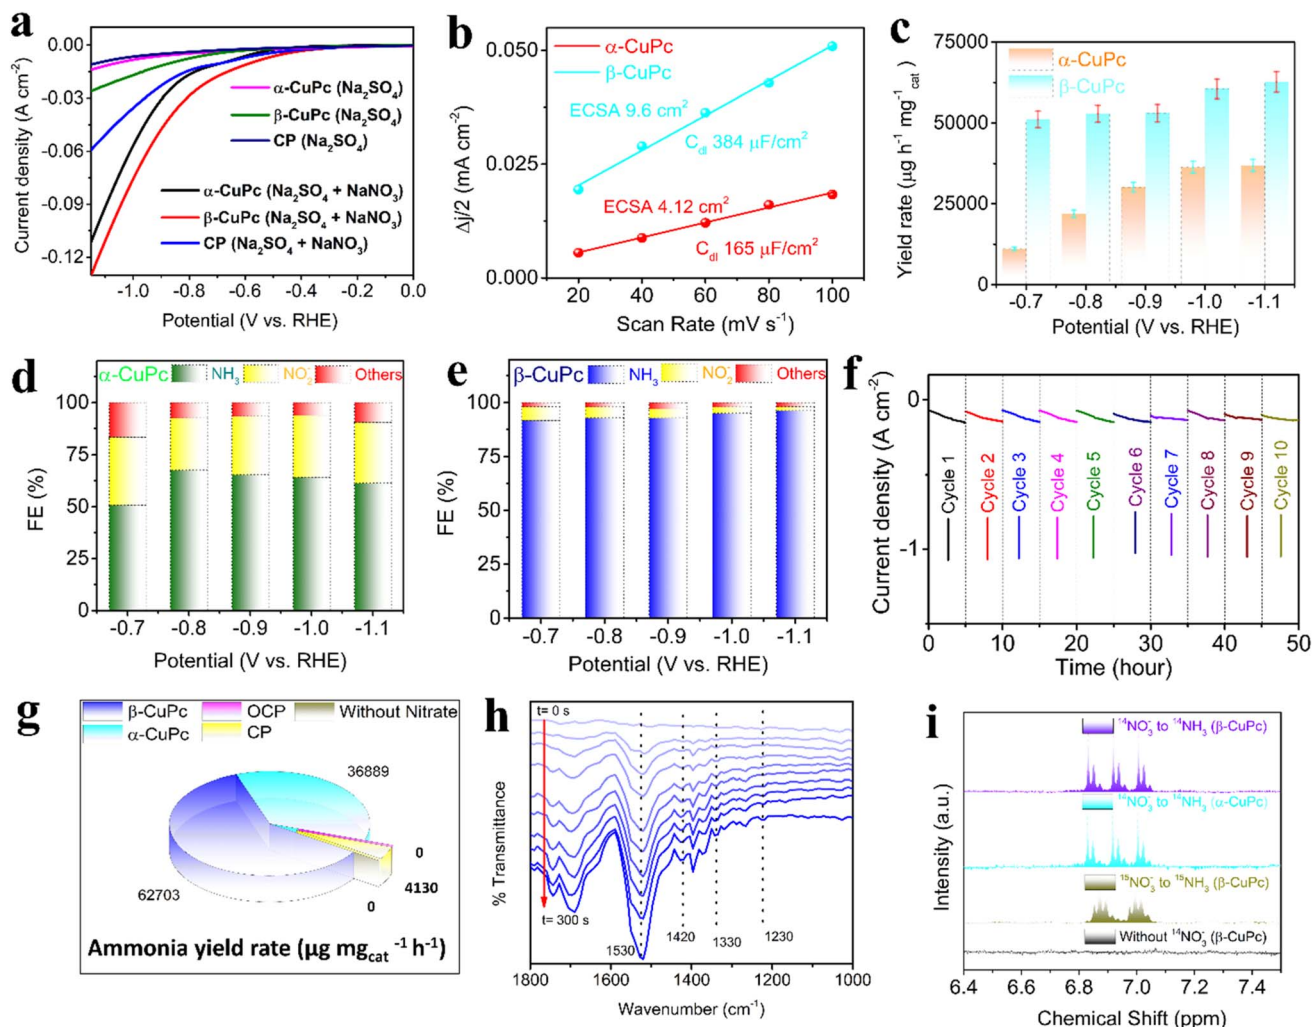 a
0.00
-0.03
-0.06
-0.09
-0.12
Current density (A cm⁻²)
α-CuPc (Na₂SO₄)
β-CuPc (Na₂SO₄)
CP (Na₂SO₄)
α-CuPc (Na₂SO₄ + NaNO₃)
β-CuPc (Na₂SO₄ + NaNO₃)
CP (Na₂SO₄ + NaNO₃)
-1.0 -0.8 -0.6 -0.4 -0.2 0.0
Potential (V vs. RHE)
b
0.050
0.025
0.000
Δj/2 (mA cm⁻²)
α-CuPc
β-CuPc
ECSA 9.6 cm²
C_dl 384 μF/cm²
ECSA 4.12 cm²
C_dl 165 μF/cm²
20 40 60 80 100
Scan Rate (mV s⁻¹)
c
75000
50000
25000
0
Yield rate (μg h⁻¹ mg⁻¹_cat)
α-CuPc
β-CuPc
-0.7 -0.8 -0.9 -1.0 -1.1
Potential (V vs. RHE)
d
α-CuPc NH₃ NO₂⁻ Others
100
75
50
25
0
FE (%)
-0.7 -0.8 -0.9 -1.0 -1.1
Potential (V vs. RHE)
e
β-CuPc NH₃ NO₂⁻ Others
100
75
50
25
0
FE (%)
-0.7 -0.8 -0.9 -1.0 -1.1
Potential (V vs. RHE)
f
0
-1
Current density (A cm⁻²)
Cycle 1
Cycle 2
Cycle 3
Cycle 4
Cycle 5
Cycle 6
Cycle 7
Cycle 8
Cycle 9
Cycle 10
0 10 20 30 40 50
Time (hour)
g
β-CuPc OCP Without Nitrate
α-CuPc CP
36889
0
4130
0
62703
Ammonia yield rate (μg mg_cat ⁻¹ h⁻¹)
h
t= 0 s
t= 300 s
% Transmittance
1530 1420 1330 1230
1800 1600 1400 1200 1000
Wavenumber (cm⁻¹)
i
¹⁴NO₃⁻ to ¹⁴NH₃ (β-CuPc)
¹⁴NO₃⁻ to ¹⁴NH₃ (α-CuPc)
¹⁵NO₃⁻ to ¹⁵NH₃ (β-CuPc)
Without ¹⁴NO₃⁻ (β-CuPc)
Intensity (a.u.)
6.4 6.6 6.8 7.0 7.2 7.4
Chemical Shift (ppm)